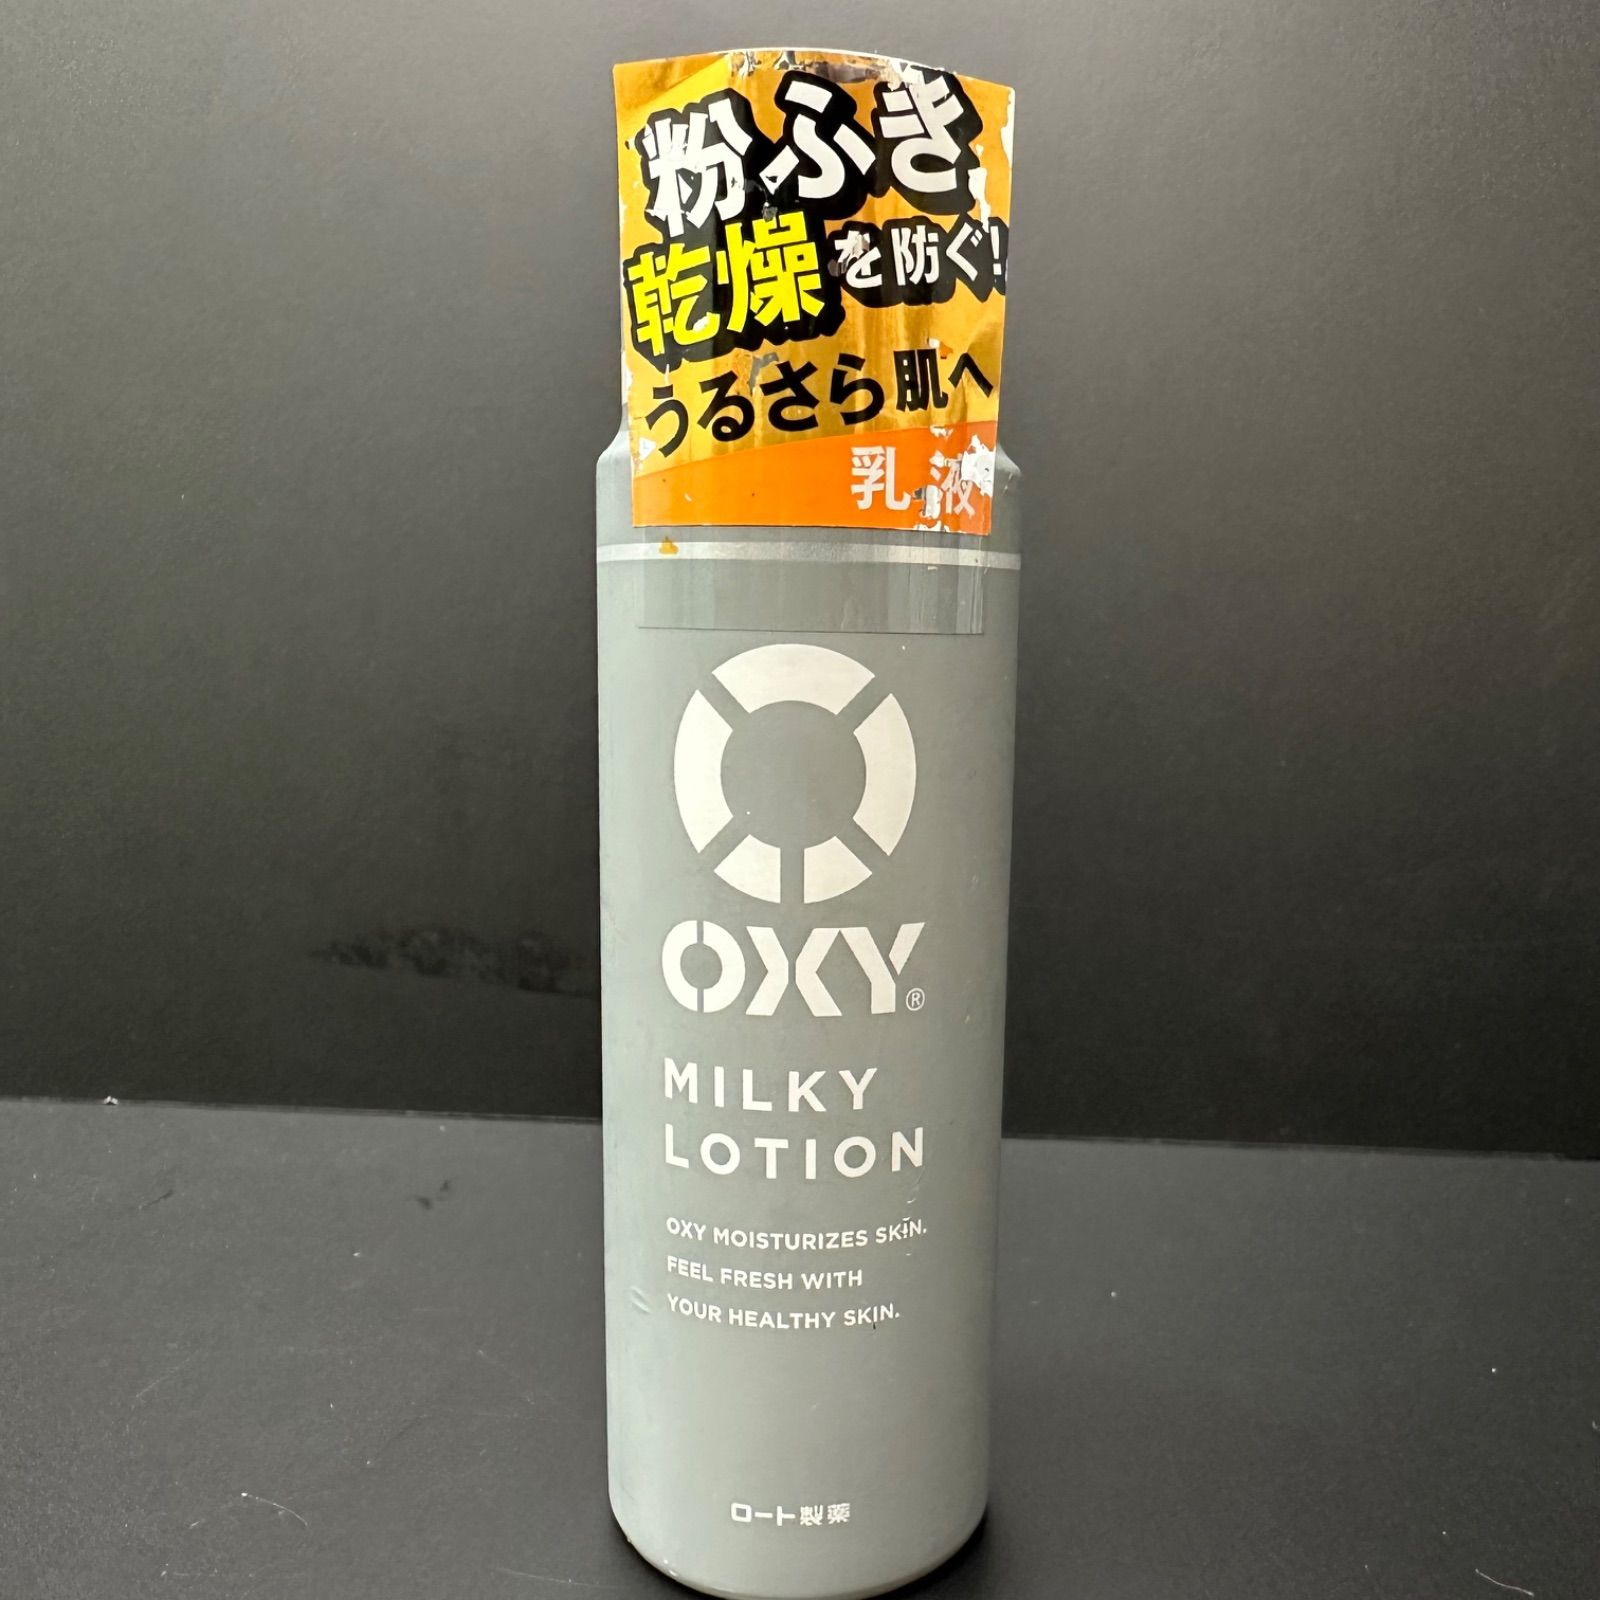 粉ふき
乾燥を防ぐ!
うるさら肌へ
乳液
OXY®
MILKY
LOTION
OXY MOISTURIZES SKIN.
FEEL FRESH WITH
YOUR HEALTHY SKIN.
ロート製薬